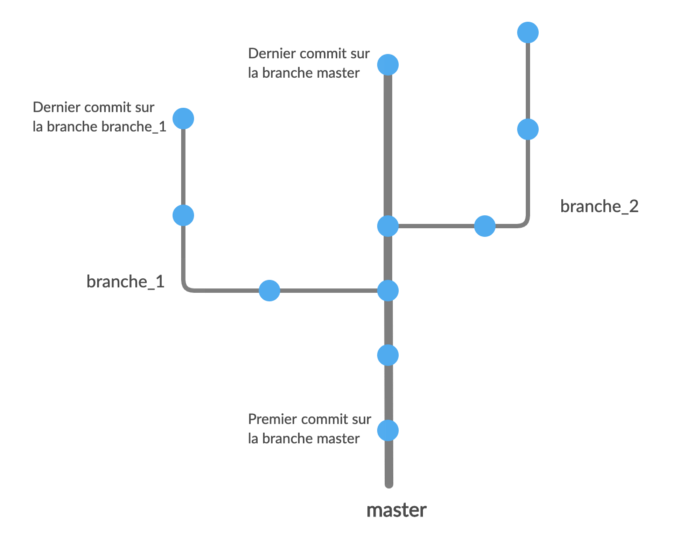 Dernier commit sur
la branche master
Dernier commit sur
la branche branche_1
branche_2
branche_1
Premier commit sur
la branche master
master